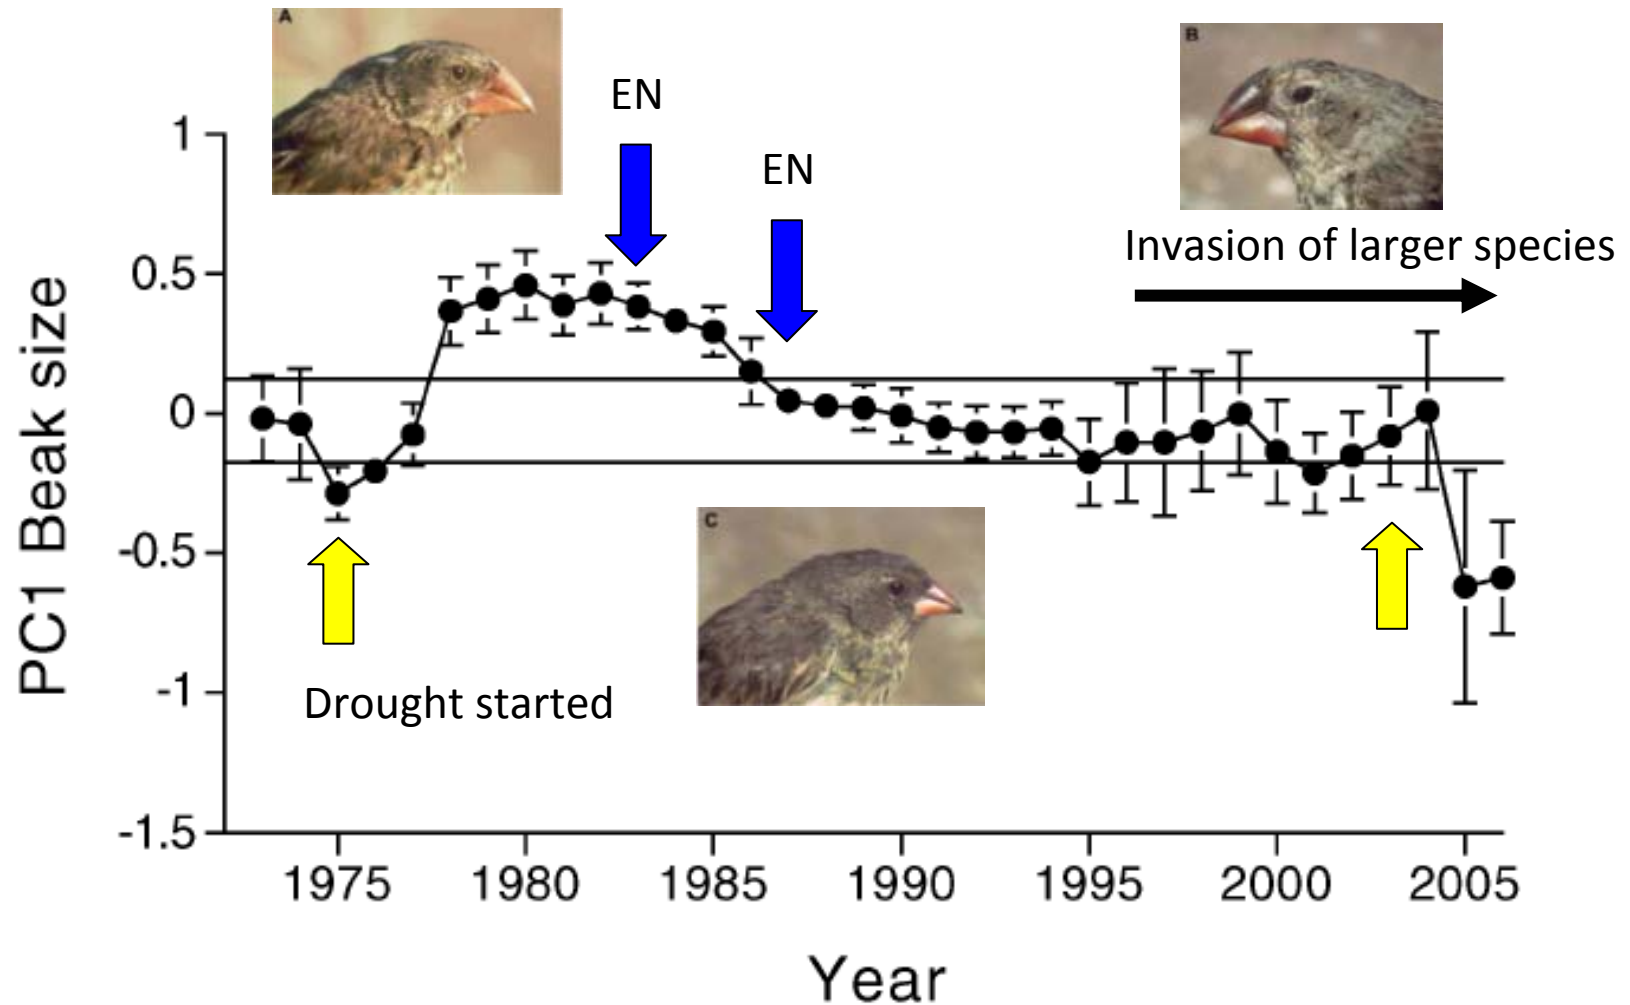 A
B
EN
EN
Invasion of larger species
1
0.5
0
-0.5
-1
-1.5
PC1 Beak size
C
Drought started
1975 1980 1985 1990 1995 2000 2005
Year